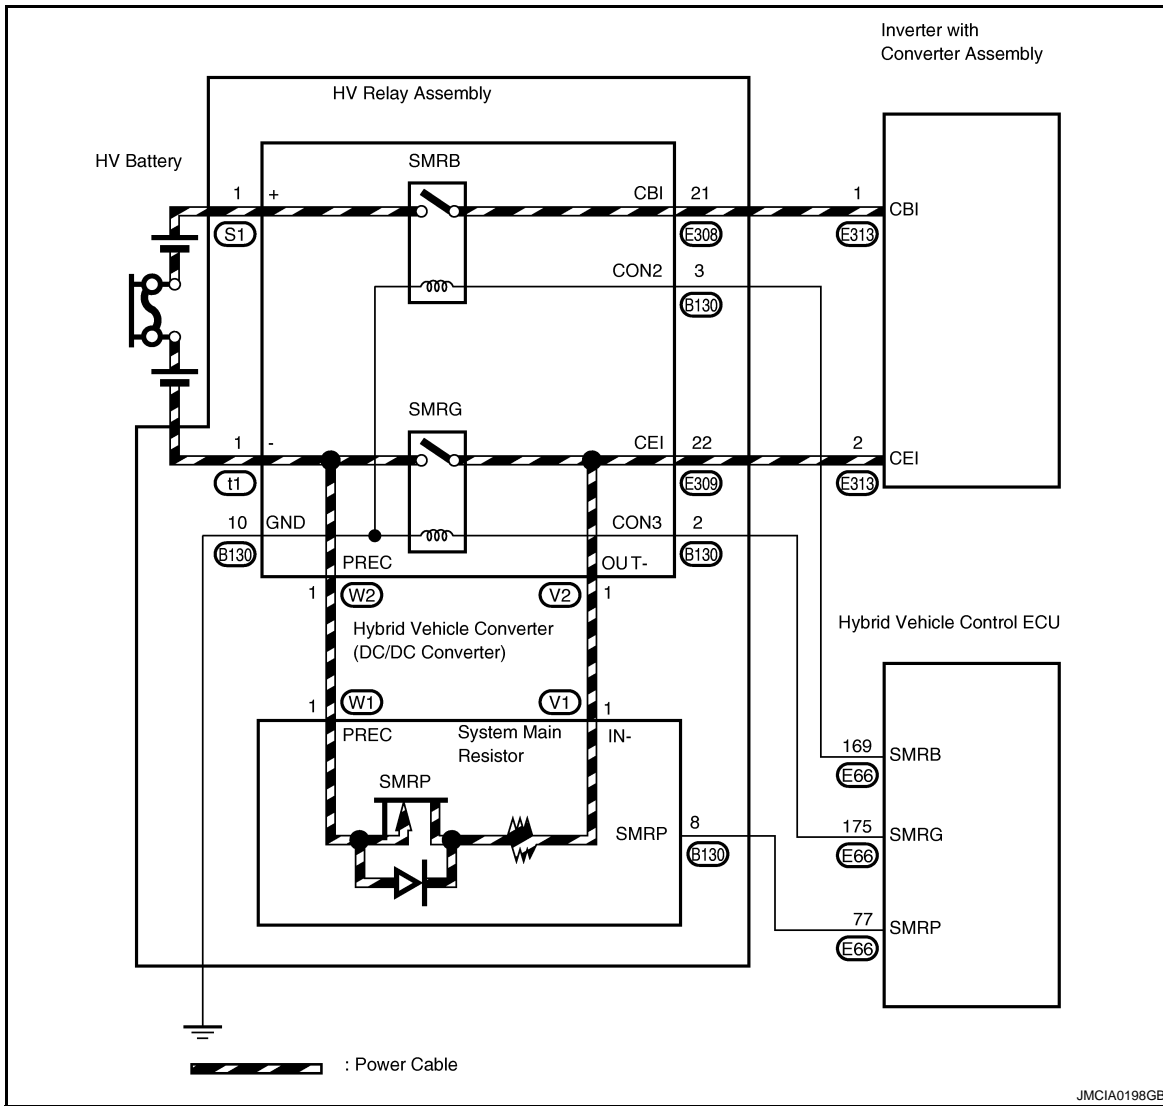 Inverter with
Converter Assembly
HV Relay Assembly
HV Battery
SMRB
1 + CBI 21 1 CBI
S1 E308 E313
CON2 3
B130
SMRG
1 - CEI 22 2 CEI
t1 E309 E313
10 GND CON3 2
B130 B130
PREC OUT-
1 W2 V2 1
Hybrid Vehicle Converter
(DC/DC Converter)
Hybrid Vehicle Control ECU
1 W1 V1 1
PREC System Main IN-
Resistor
169 SMRB
E66
SMRP
SMRP 8 175 SMRG
B130 E66
77 SMRP
E66
: Power Cable
JMCIA0198GB